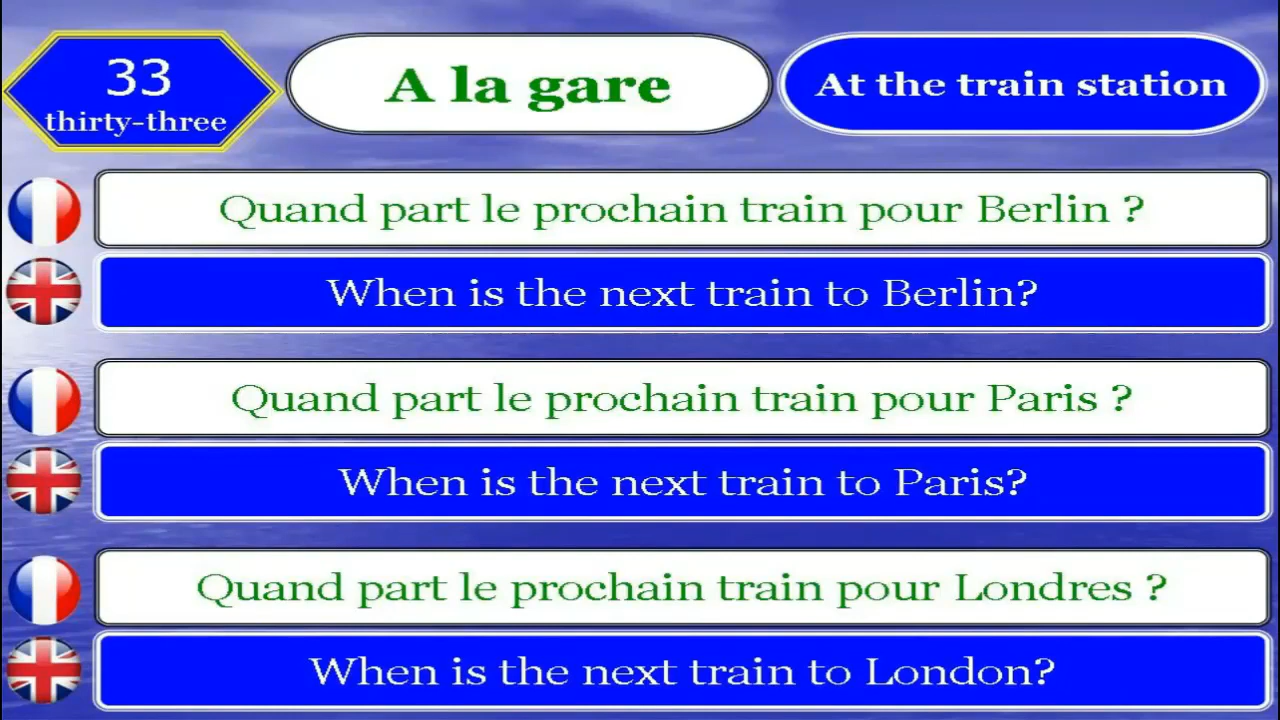 33
thirty-three
A la gare
At the train station
Quand part le prochain train pour Berlin ?
When is the next train to Berlin?
Quand part le prochain train pour Paris ?
When is the next train to Paris?
Quand part le prochain train pour Londres ?
When is the next train to London?